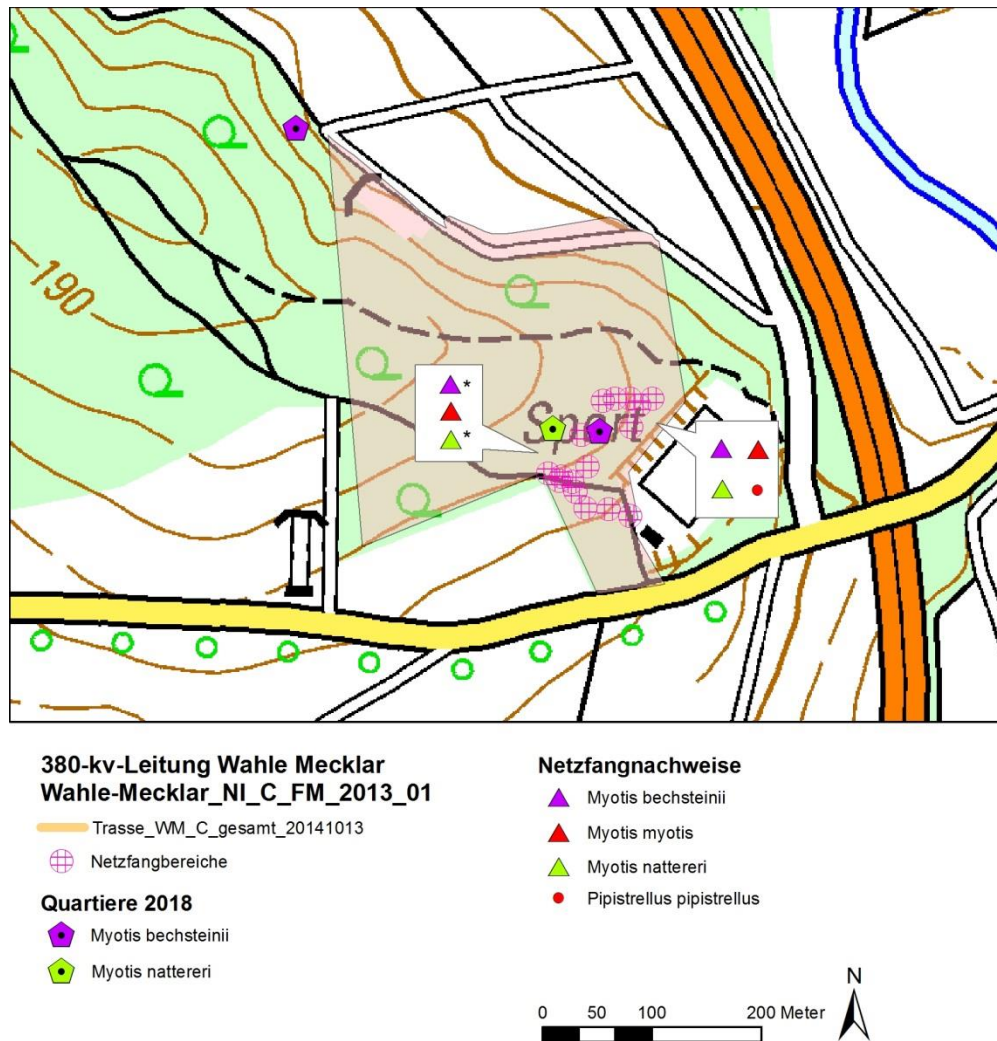 190
*
*
Sport
380-kv-Leitung Wahle Mecklar
Wahle-Mecklar_NI_C_FM_2013_01
Trasse_WM_C_gesamt_20141013
Netzfangbereiche
Quartiere 2018
Myotis bechsteinii
Myotis nattereri
Netzfangnachweise
Myotis bechsteinii
Myotis myotis
Myotis nattereri
Pipistrellus pipistrellus
N
0 50 100 200 Meter